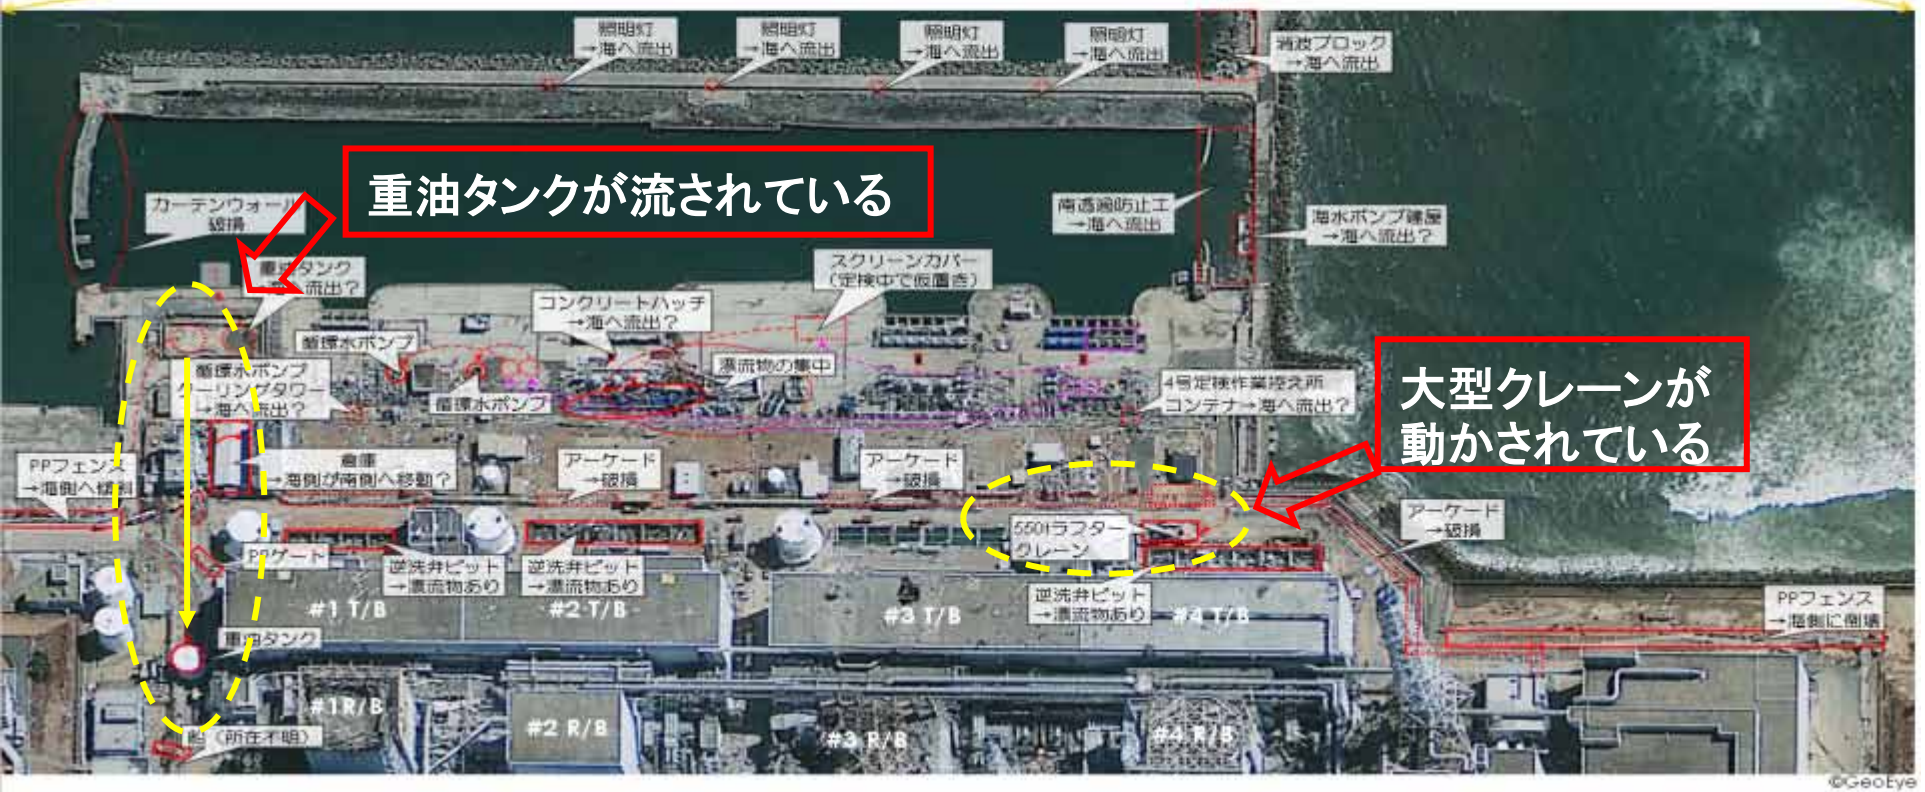 照明灯
→海へ流出
照明灯
→海へ流出
照明灯
→海へ流出
照明灯
→海へ流出
消波ブロック
→海へ流出
重油タンクが流されている
カーテンウォール
破損
南透過防止工
→海へ流出
海水ポンプ建屋
→海へ流出？
重油タンク
流出？
スクリーンカバー
（定検中で仮置き）
コンクリートハッチ
→海へ流出？
循環水ポンプ
漂流物の集中
循環水ポンプ
クーリングタワー
→海へ流出？
循環水ポンプ
4号定検作業控え所
コンテナ→海へ流出？
大型クレーンが
動かされている
PPフェンス
→海側へ傾斜
倉庫
→海側が南側へ移動？
アーケード
→破損
アーケード
→破損
550tラフター
クレーン
アーケード
→破損
PPゲート
逆洗弁ピット
→漂流物あり
逆洗弁ピット
→漂流物あり
逆洗弁ピット
→漂流物あり
PPフェンス
→海側に倒壊
#1 T/B
#2 T/B
#3 T/B
#4 T/B
重油タンク
#1R/B
#2 R/B
#3 R/B
#4 R/B
（所在不明）
©GeoEye